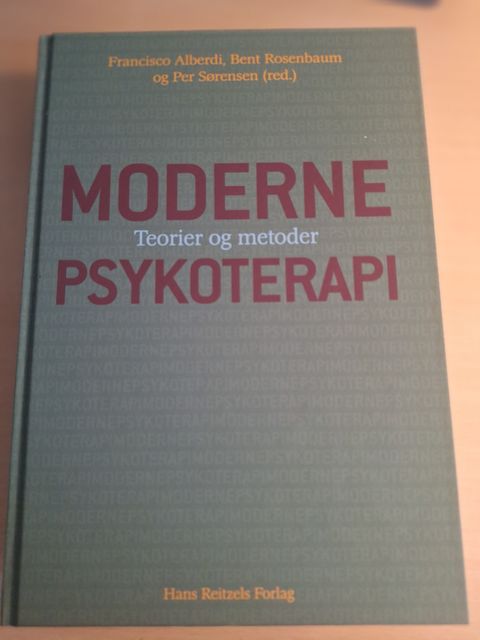 Francisco Alberdi, Bent Rosenbaum
og Per Sørensen (red.)
MODERNE
Teorier og metoder
PSYKOTERAPI
Hans Reitzels Forlag